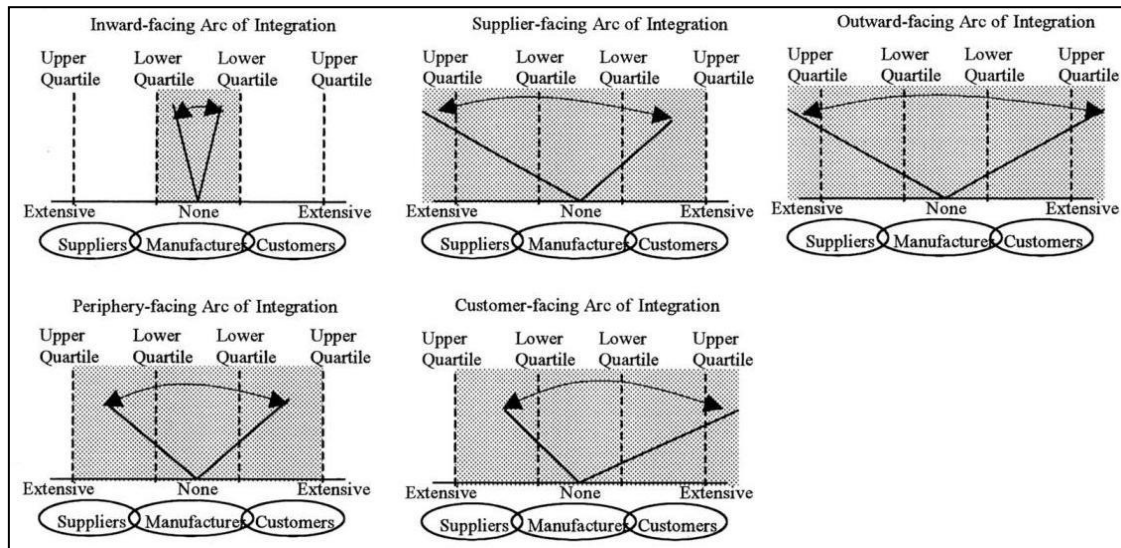 Inward-facing Arc of Integration
Upper Quartile
Lower Quartile
Lower Quartile
Upper Quartile
Extensive
None
Extensive
Suppliers
Manufacturer
Customers
Supplier-facing Arc of Integration
Upper Quartile
Lower Quartile
Lower Quartile
Upper Quartile
Extensive
None
Extensive
Suppliers
Manufacturer
Customers
Outward-facing Arc of Integration
Upper Quartile
Lower Quartile
Lower Quartile
Upper Quartile
Extensive
None
Extensive
Suppliers
Manufacturer
Customers
Periphery-facing Arc of Integration
Upper Quartile
Lower Quartile
Lower Quartile
Upper Quartile
Extensive
None
Extensive
Suppliers
Manufacturer
Customers
Customer-facing Arc of Integration
Upper Quartile
Lower Quartile
Lower Quartile
Upper Quartile
Extensive
None
Extensive
Suppliers
Manufacturer
Customers